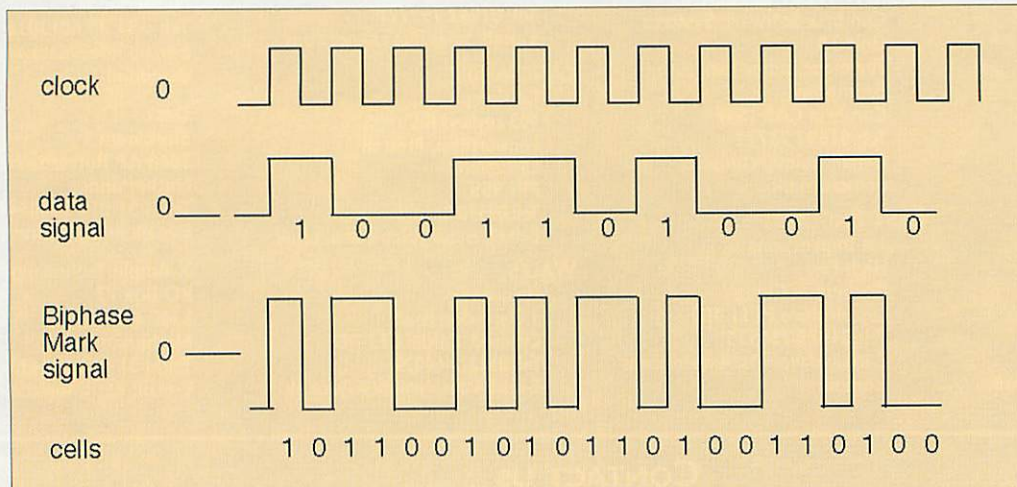 clock 0
data 0
signal
1 0 0 1 1 0 1 0 0 1 0
Biphase
Mark 0
signal
cells 1 0 1 1 0 0 1 0 1 0 1 1 0 1 0 0 1 1 0 1 0 0